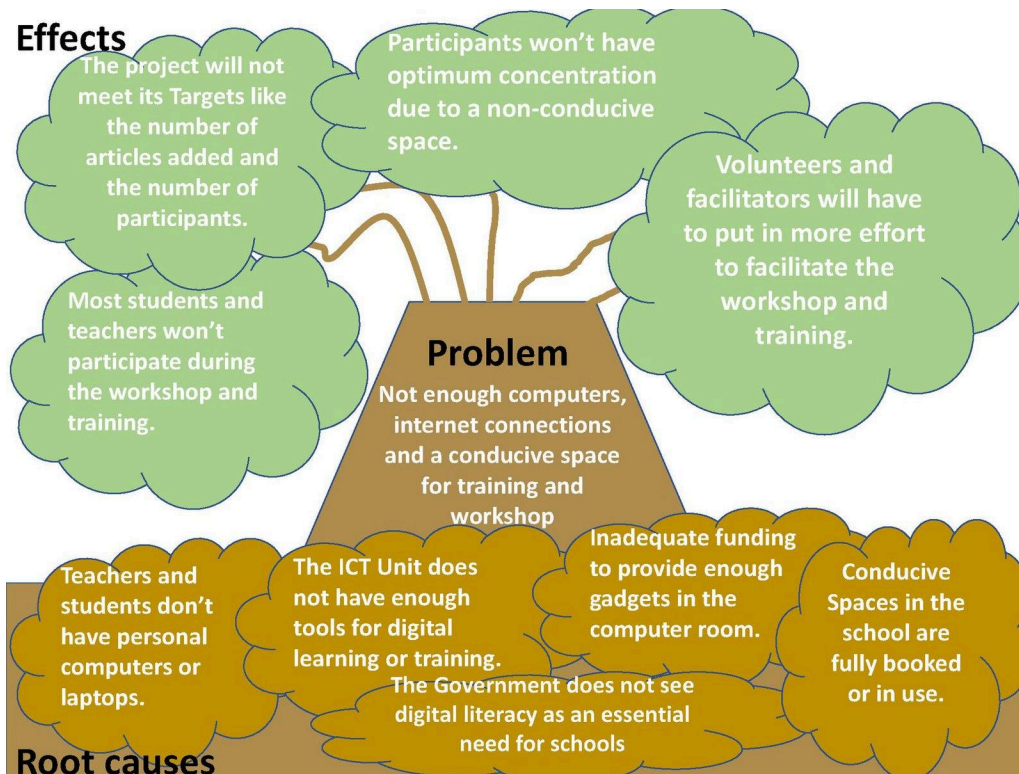 Effects
The project will not
meet its Targets like
the number of
articles added and
the number of
participants.
Participants won’t have
optimum concentration
due to a non-conducive
space.
Volunteers and
facilitators will have
to put in more effort
to facilitate the
workshop and
training.
Most students and
teachers won’t
participate during
the workshop and
training.
Problem
Not enough computers,
internet connections
and a conducive space
for training and
workshop
Teachers and
students don’t
have personal
computers or
laptops.
The ICT Unit does
not have enough
tools for digital
learning or training.
Inadequate funding
to provide enough
gadgets in the
computer room.
Conducive
Spaces in the
school are
fully booked
or in use.
The Government does not see
digital literacy as an essential
need for schools
Root causes